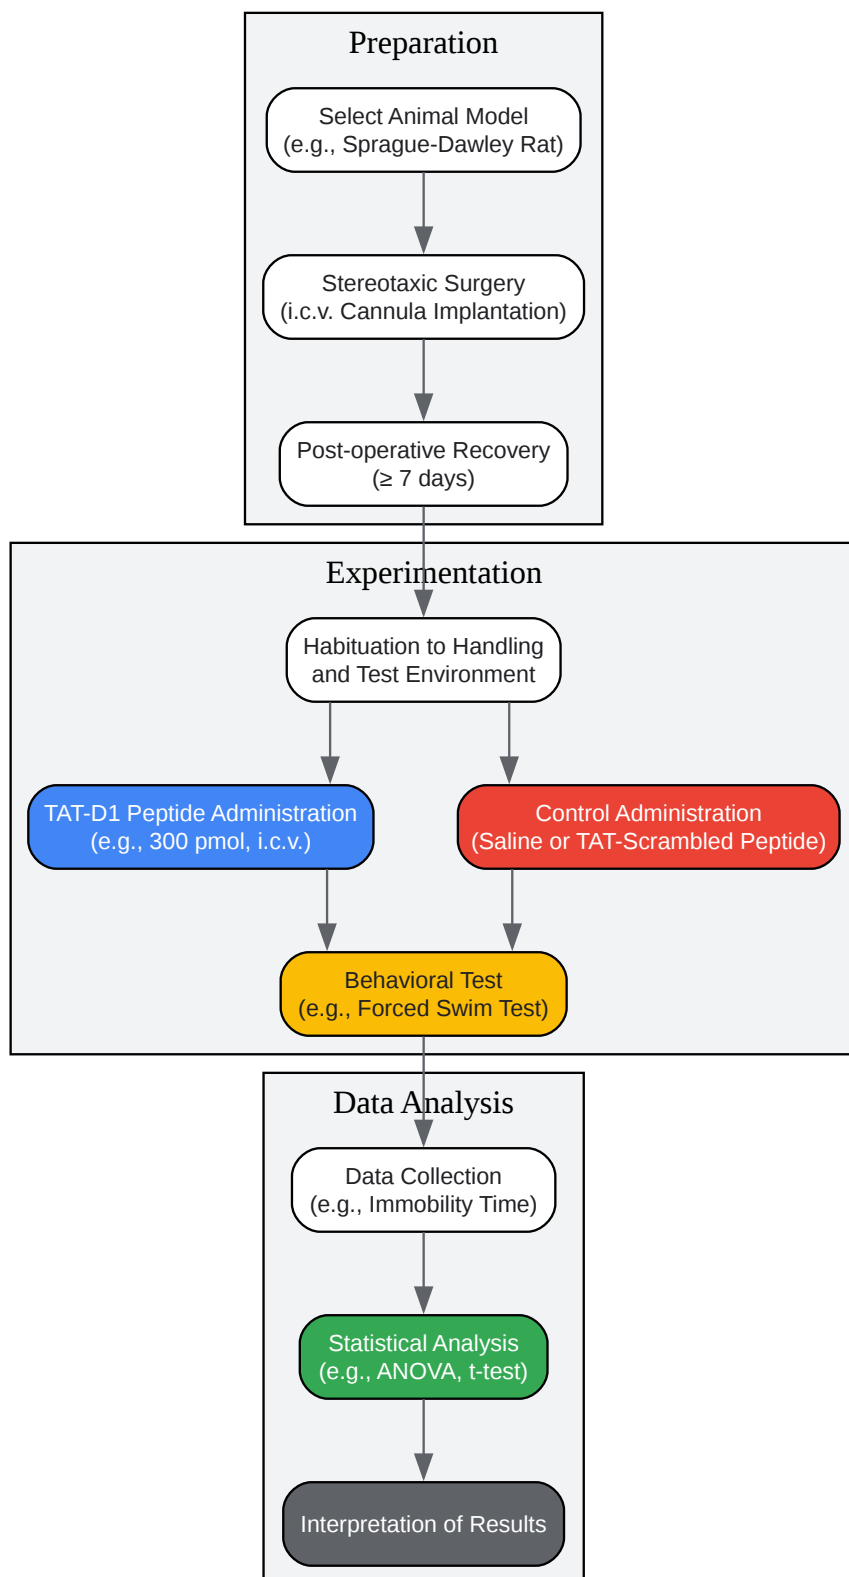 Preparation
Select Animal Model
(e.g., Sprague-Dawley Rat)
Stereotaxic Surgery
(i.c.v. Cannula Implantation)
Post-operative Recovery
(≥ 7 days)
Experimentation
Habituation to Handling
and Test Environment
TAT-D1 Peptide Administration
(e.g., 300 pmol, i.c.v.)
Control Administration
(Saline or TAT-Scrambled Peptide)
Behavioral Test
(e.g., Forced Swim Test)
Data Analysis
Data Collection
(e.g., Immobility Time)
Statistical Analysis
(e.g., ANOVA, t-test)
Interpretation of Results